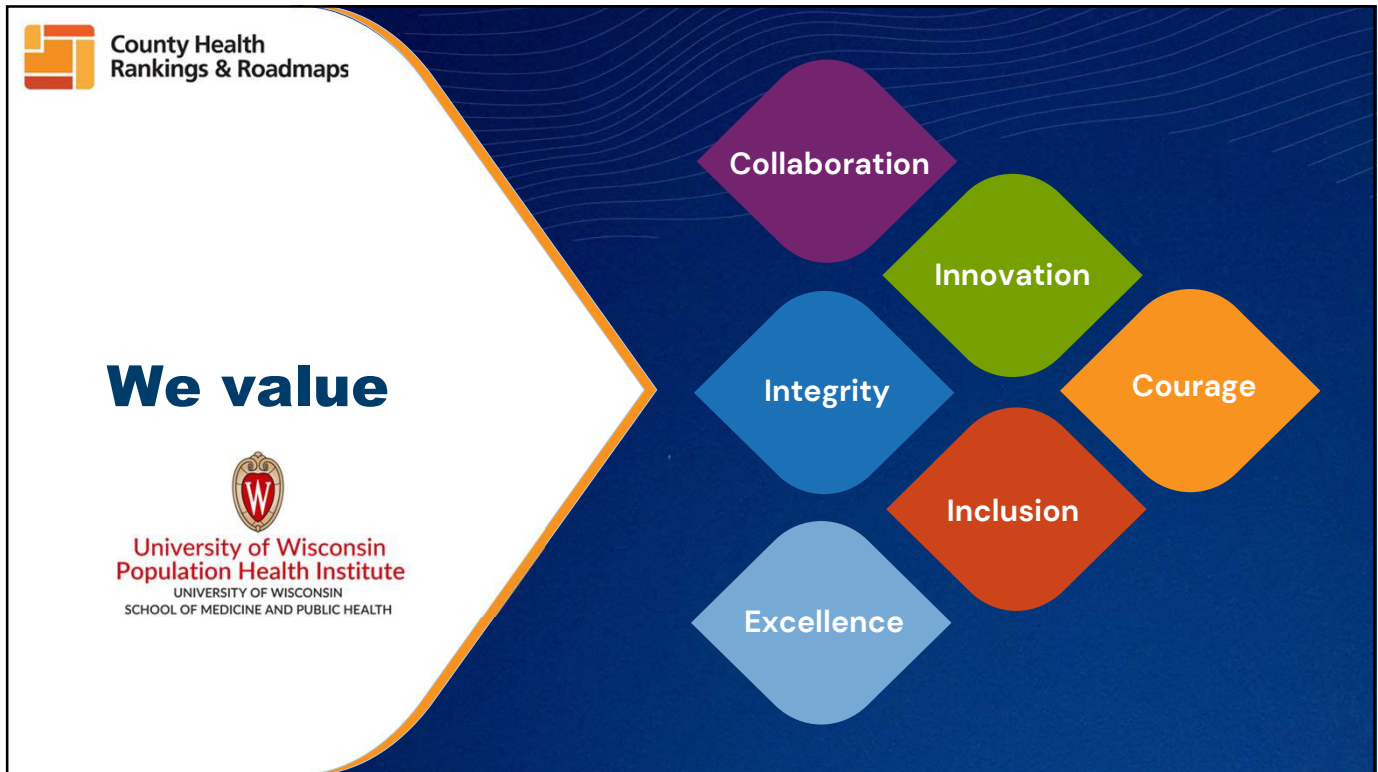 County Health
Rankings & Roadmaps
We value
W
University of Wisconsin
Population Health Institute
UNIVERSITY OF WISCONSIN
SCHOOL OF MEDICINE AND PUBLIC HEALTH
Collaboration
Innovation
Integrity
Courage
Inclusion
Excellence